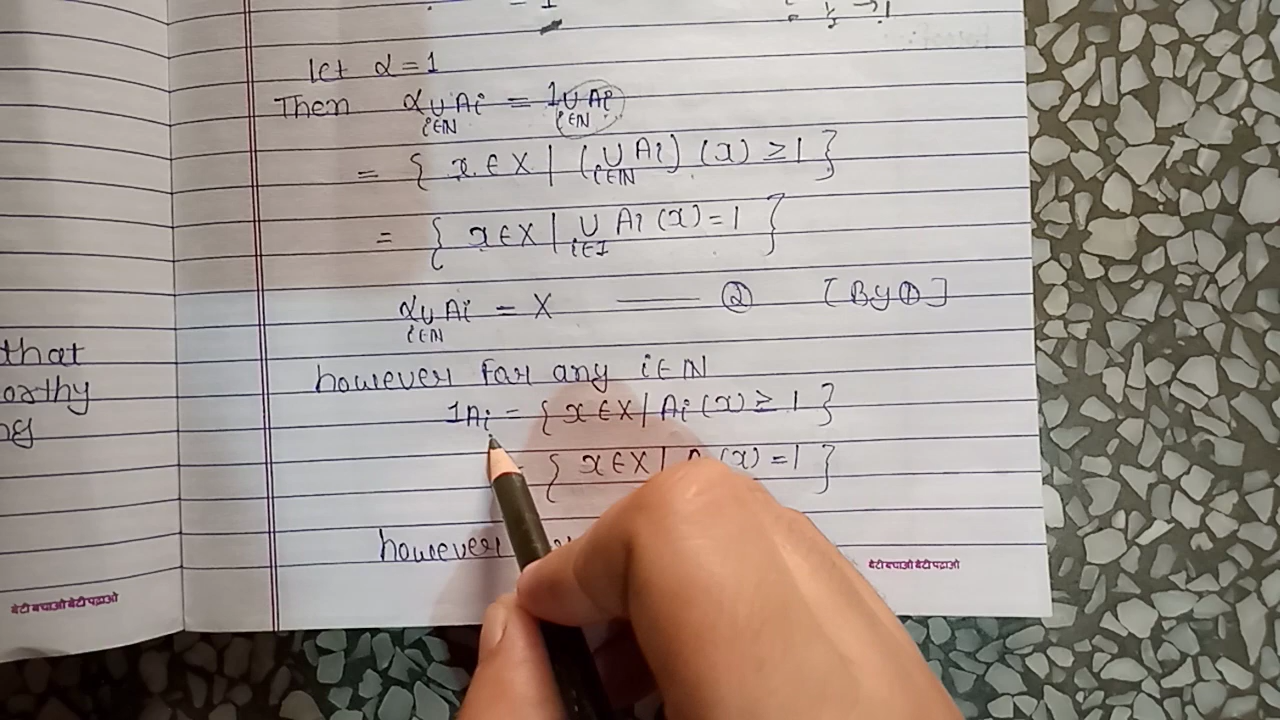 let α = 1
Then α∪Ai = 1∪Ai
i∈N i∈N
= { x∈X | (∪Ai) (x) ≥ 1 }
i∈N
= { x∈X | ∪ Ai (x) = 1 }
i∈I
α∪Ai = X —— ② [By①]
i∈N
however for any i∈N
1Ai = { x∈X | Ai (x) ≥ 1 }
{ x∈X | (x) = 1 }
however
that
orthy
बेटी बचाओ बेटी पढ़ाओ
बेटी बचाओ बेटी पढ़ाओ